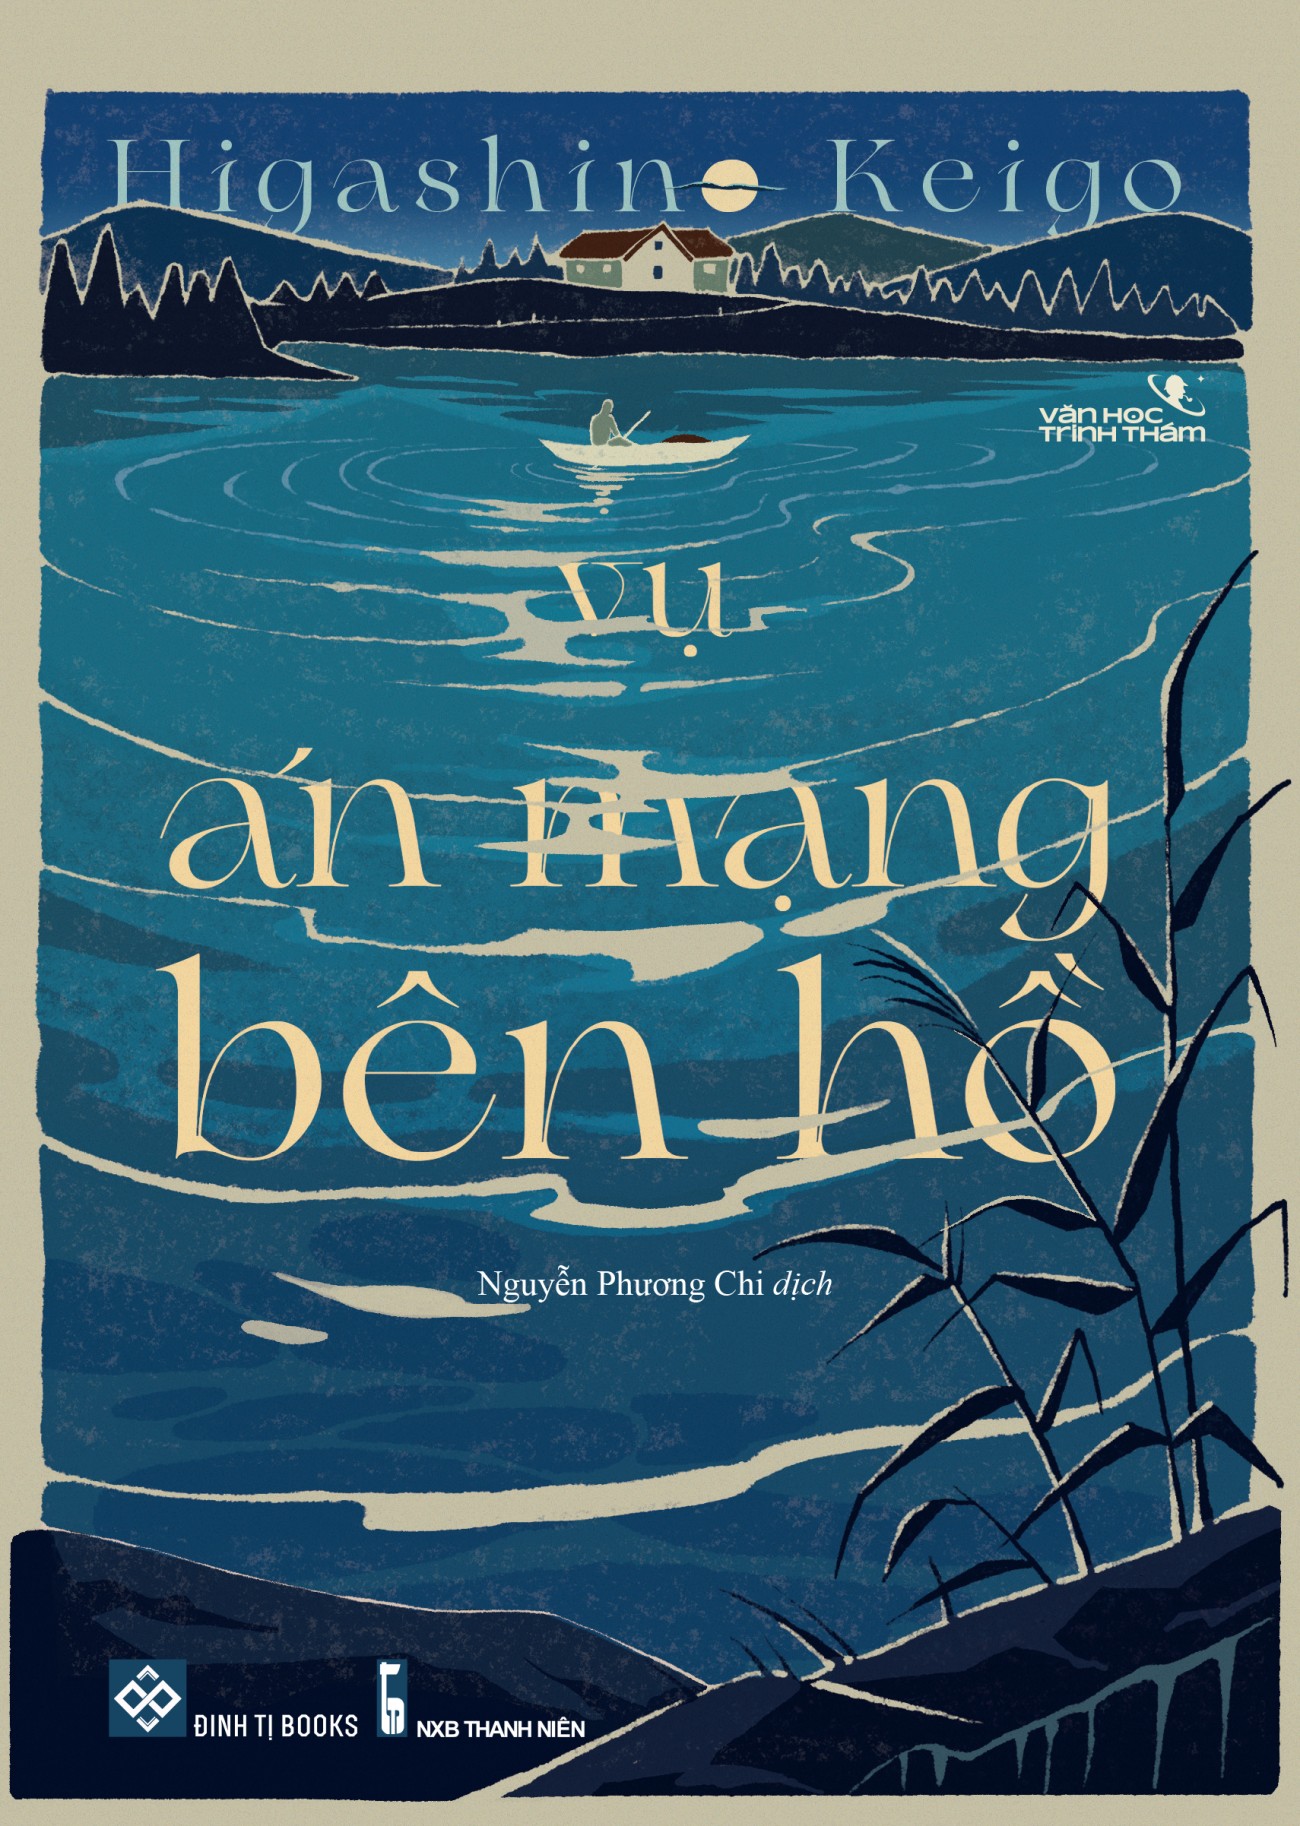 Higashino Keigo
VĂN HỌC
TRINH THÁM
vụ
án mạng
bên hồ
Nguyễn Phương Chi dịch
ĐINH TỊ BOOKS
NXB THANH NIÊN